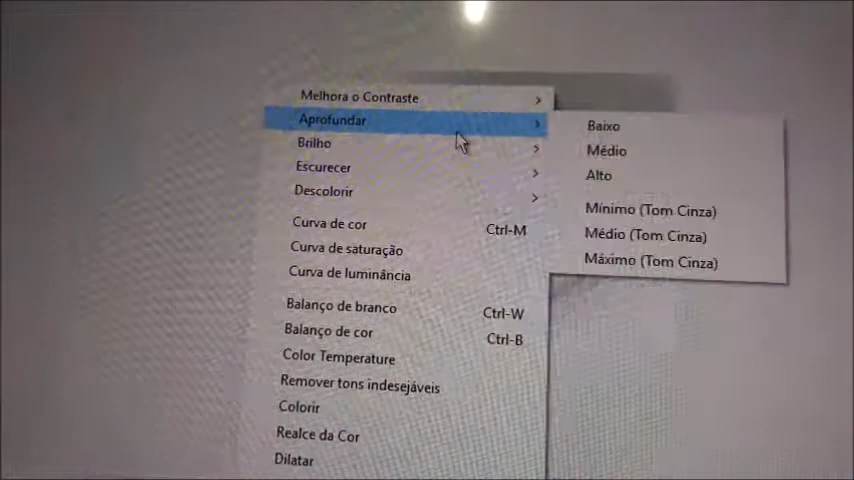 Melhora o Contraste
Aprofundar
Brilho
Escurecer
Descolorir
Curva de cor Ctrl-M
Curva de saturação
Curva de luminância
Balanço de branco Ctrl-W
Balanço de cor Ctrl-B
Color Temperature
Remover tons indesejáveis
Colorir
Realce da Cor
Dilatar
Baixo
Médio
Alto
Mínimo (Tom Cinza)
Médio (Tom Cinza)
Máximo (Tom Cinza)